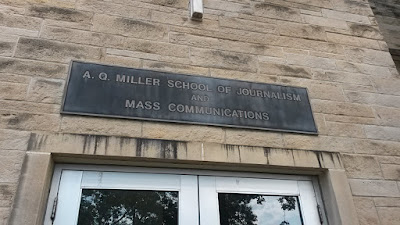 A. Q. MILLER SCHOOL OF JOURNALISM
AND
MASS COMMUNICATIONS